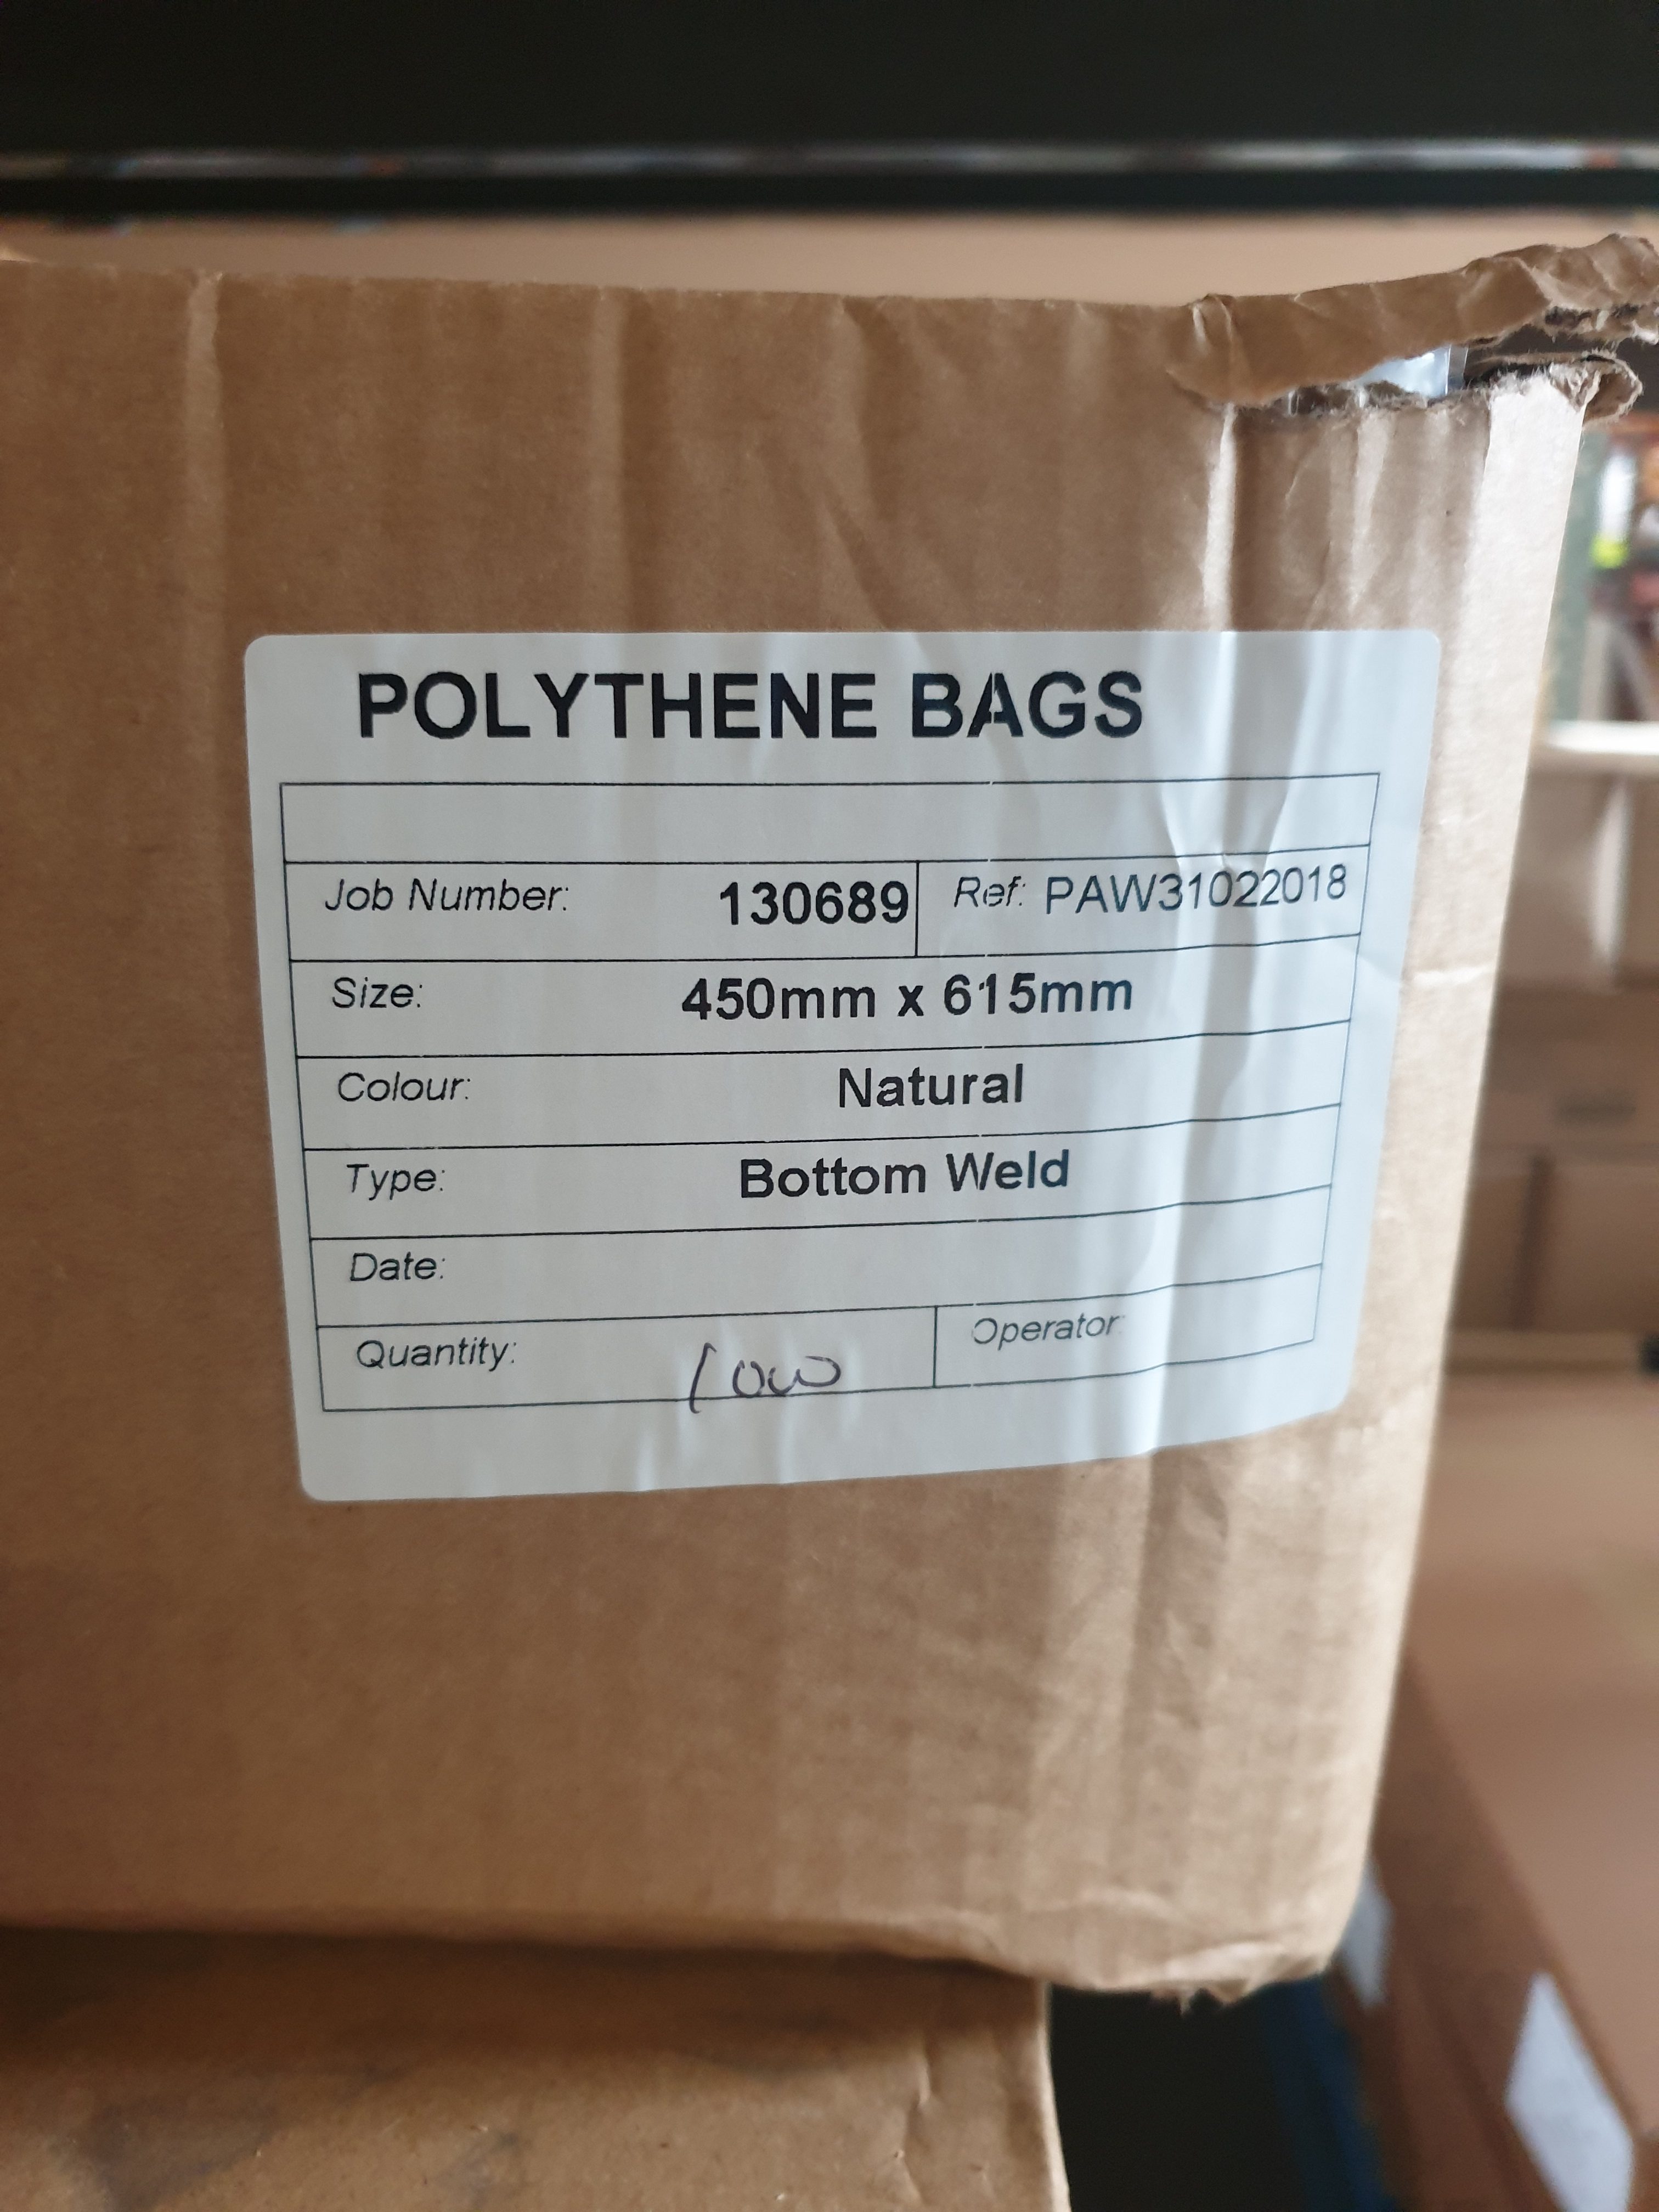 POLYTHENE BAGS
Job Number: 130689 Ref: PAW31022018
Size: 450mm x 615mm
Colour: Natural
Type: Bottom Weld
Date:
Quantity: 1000 Operator: